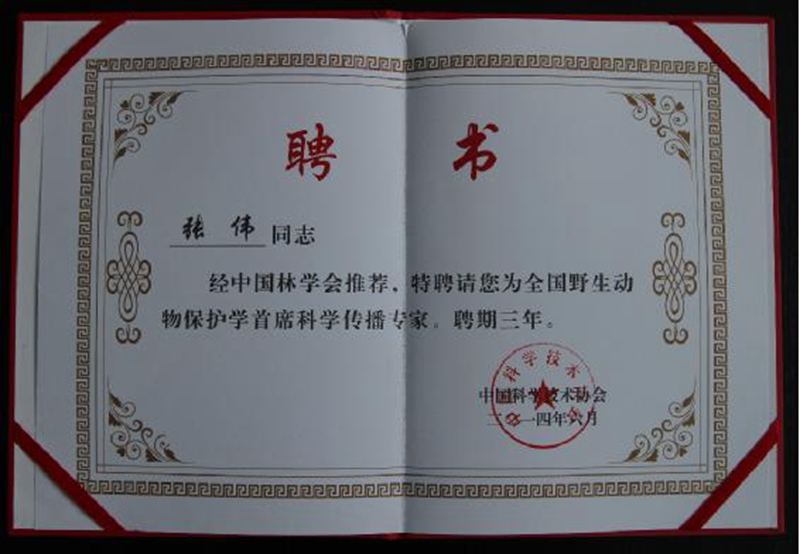 聘 书
张 伟 同志
经中国林学会推荐，特聘请您为全国野生动
物保护学首席科学传播专家。聘期三年。
中国科学技术协会
二〇一四年六月